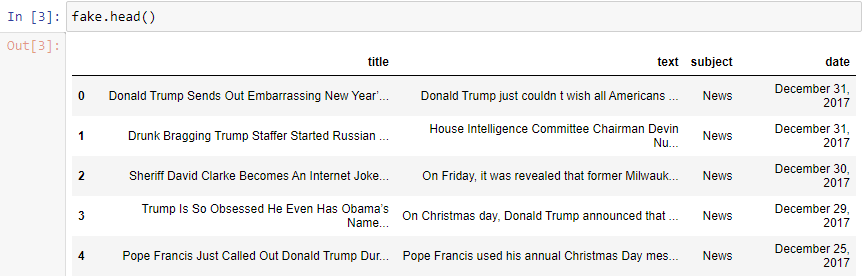 In [3]: fake.head()
Out[3]:
title text subject date
0 Donald Trump Sends Out Embarrassing New Year’... Donald Trump just couldn t wish all Americans ... News December 31, 2017
1 Drunk Bragging Trump Staffer Started Russian ... House Intelligence Committee Chairman Devin Nu... News December 31, 2017
2 Sheriff David Clarke Becomes An Internet Joke... On Friday, it was revealed that former Milwauk... News December 30, 2017
3 Trump Is So Obsessed He Even Has Obama’s Name... On Christmas day, Donald Trump announced that ... News December 29, 2017
4 Pope Francis Just Called Out Donald Trump Dur... Pope Francis used his annual Christmas Day mes... News December 25, 2017